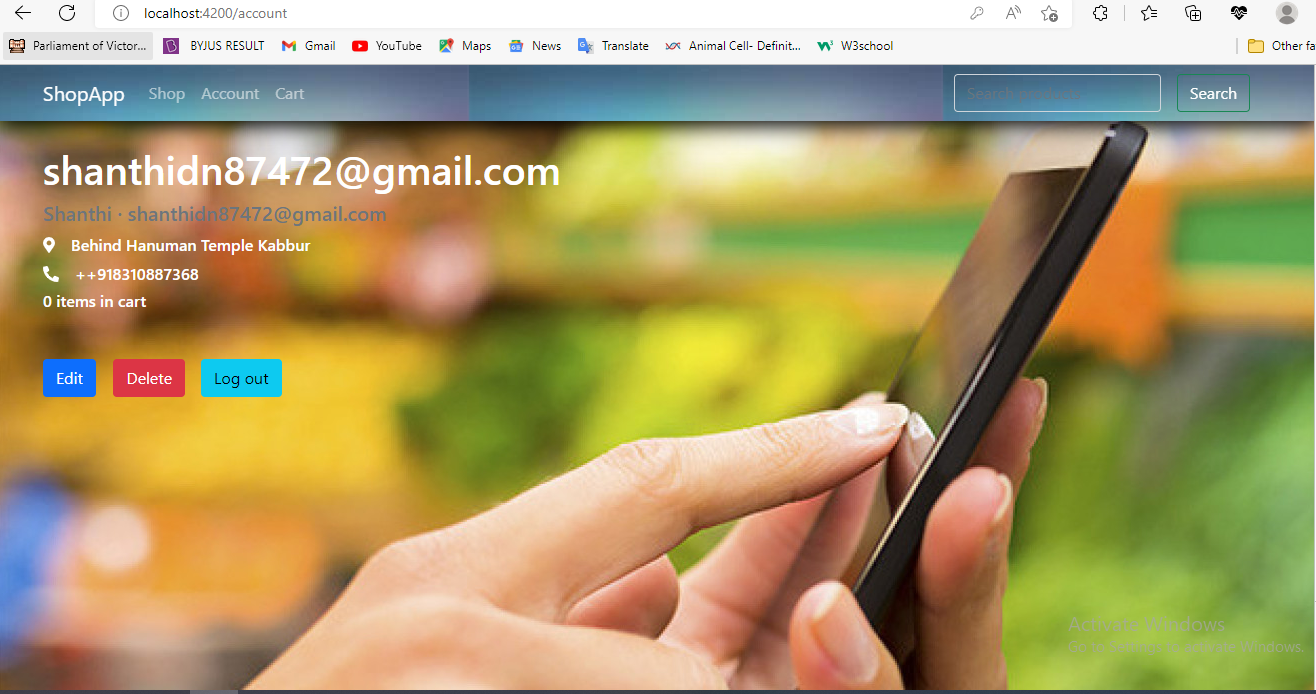 localhost:4200/account
Parliament of Victor... BYJUS RESULT Gmail YouTube Maps News Translate Animal Cell- Definit... W3school Other fa
ShopApp Shop Account Cart Search
shanthidn87472@gmail.com
Shanthi · shanthidn87472@gmail.com
Behind Hanuman Temple Kabbur
++918310887368
0 items in cart
Edit Delete Log out
Activate Windows
Go to Settings to activate Windows.